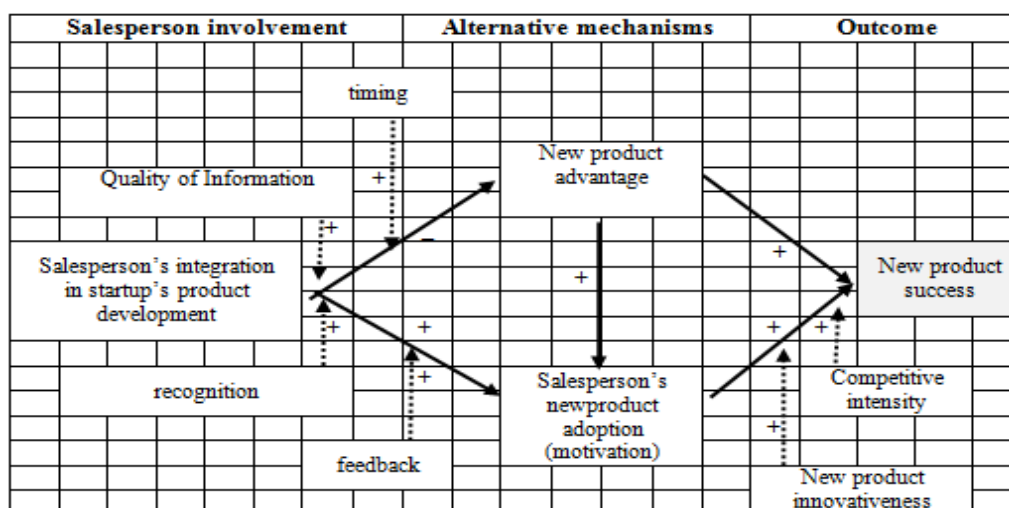 Salesperson involvement
Alternative mechanisms
Outcome
timing
New product
advantage
Quality of Information
+
+
−
Salesperson's integration
in startup's product
development
+
+
New product
success
+
+
+
+
+
recognition
Salesperson's
newproduct
adoption
(motivation)
Competitive
intensity
+
feedback
New product
innovativeness